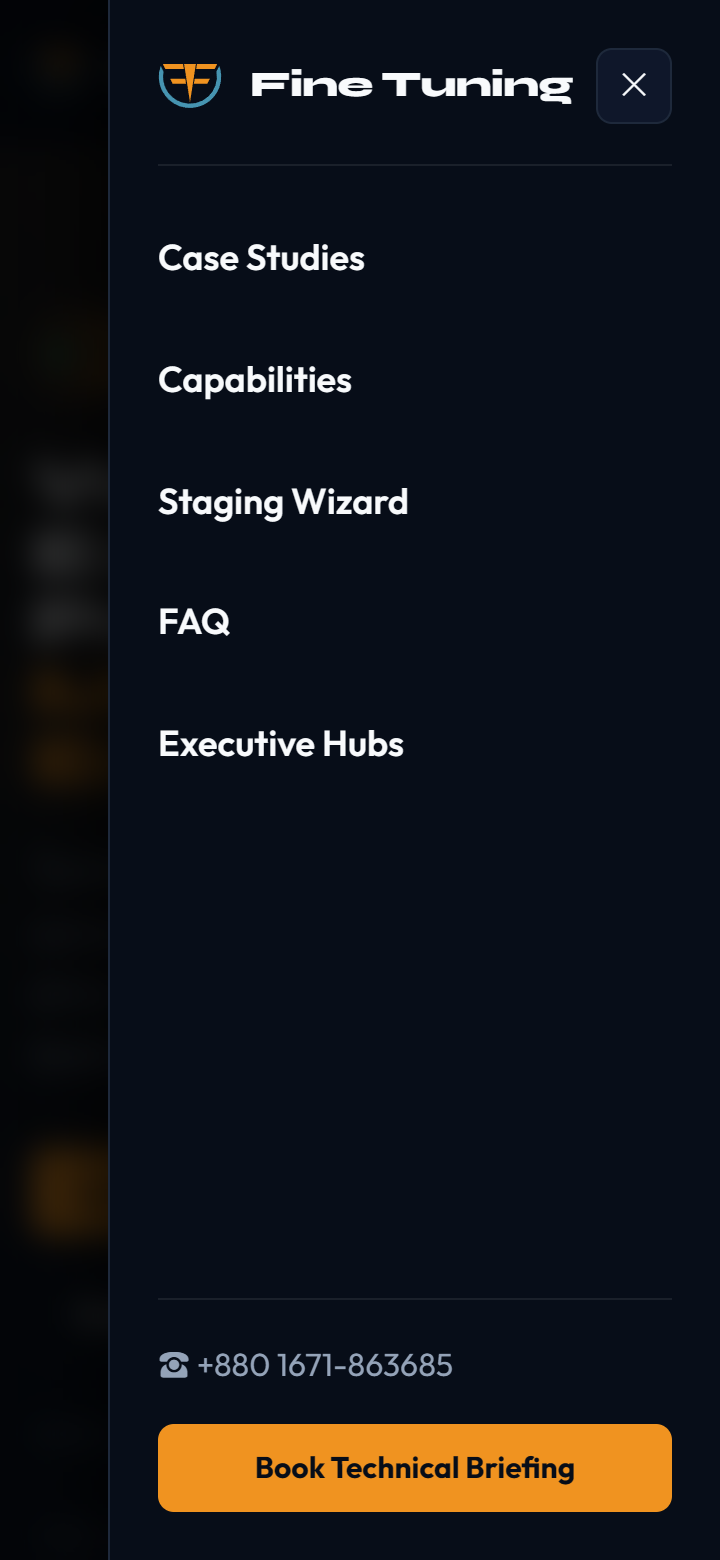 Fine Tuning
Case Studies
Capabilities
Staging Wizard
FAQ
Executive Hubs
☎ +880 1671-863685
Book Technical Briefing